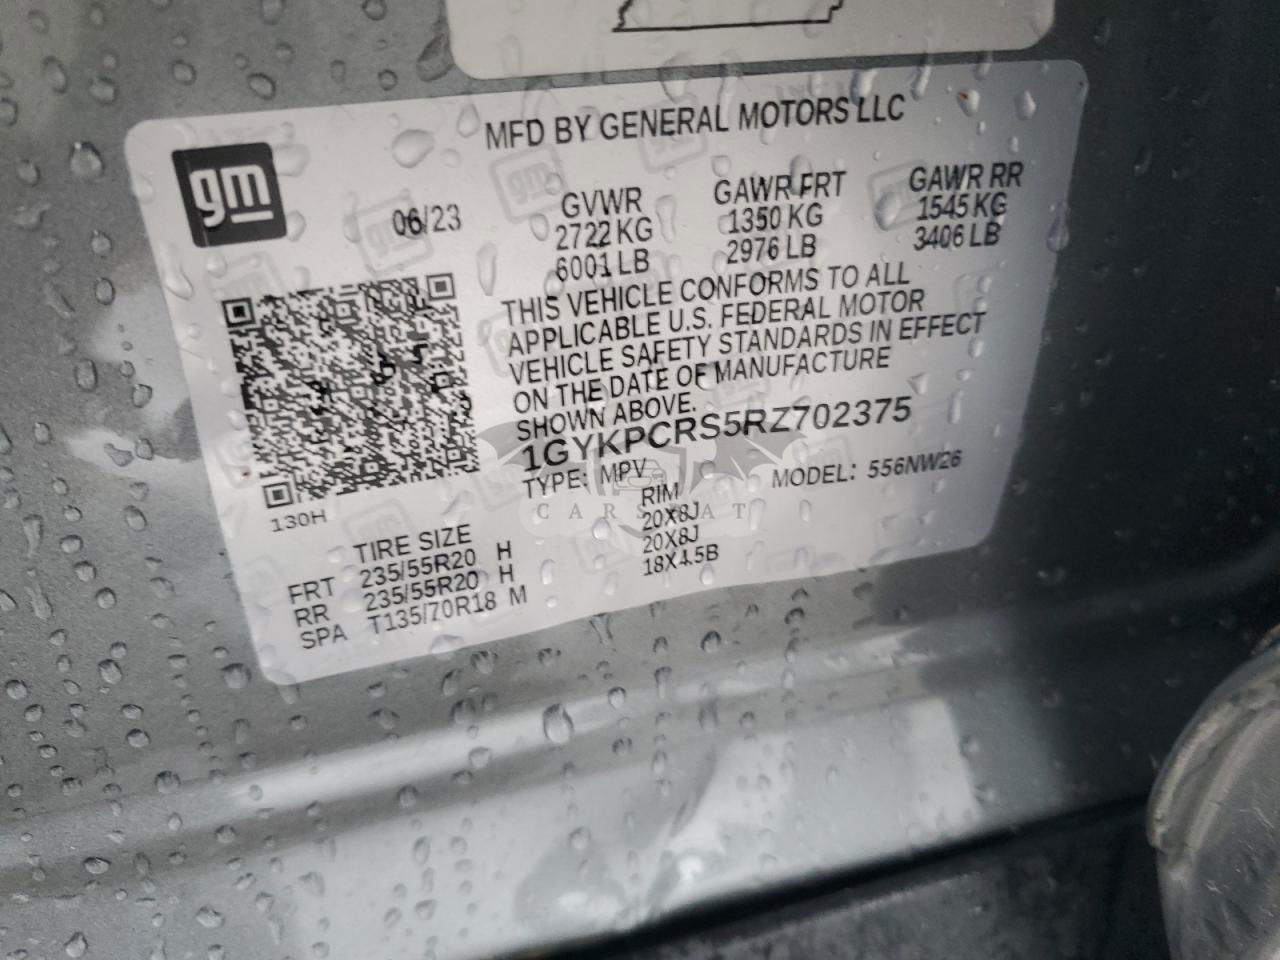 MFD BY GENERAL MOTORS LLC
gm
06/23
GVWR
2722 KG
6001 LB
GAWR FRT
1350 KG
2976 LB
GAWR RR
1545 KG
3406 LB
THIS VEHICLE CONFORMS TO ALL
APPLICABLE U.S. FEDERAL MOTOR
VEHICLE SAFETY STANDARDS IN EFFECT
ON THE DATE OF MANUFACTURE
SHOWN ABOVE.
1GYKPCRS5RZ702375
TYPE: MPV MODEL: 556NW26
130H
TIRE SIZE RIM
FRT 235/55R20 H 20X8J
RR 235/55R20 H 20X8J
SPA T135/70R18 M 18X4.5B